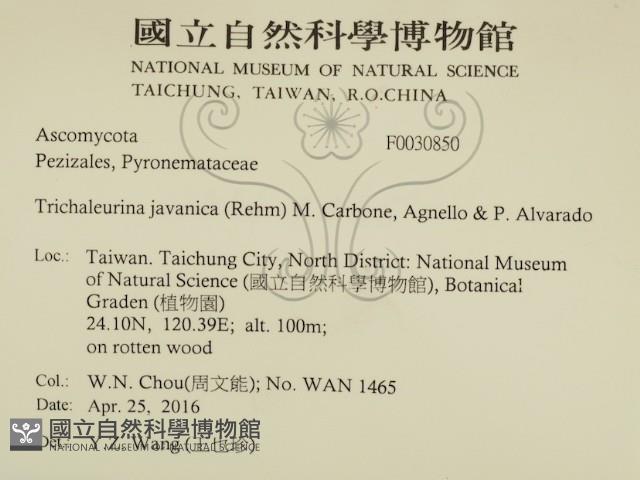 國立自然科學博物館
NATIONAL MUSEUM OF NATURAL SCIENCE
TAICHUNG, TAIWAN, R.O.CHINA
Ascomycota F0030850
Pezizales, Pyronemataceae
Trichaleurina javanica (Rehm) M. Carbone, Agnello & P. Alvarado
Loc.: Taiwan. Taichung City, North District: National Museum
of Natural Science (國立自然科學博物館), Botanical
Graden (植物園)
24.10N, 120.39E; alt. 100m;
on rotten wood
Col.: W.N. Chou(周文能); No. WAN 1465
Date: Apr. 25, 2016
Det.: Y.Z. Wang
國立自然科學博物館
NATIONAL MUSEUM OF NATURAL SCIENCE